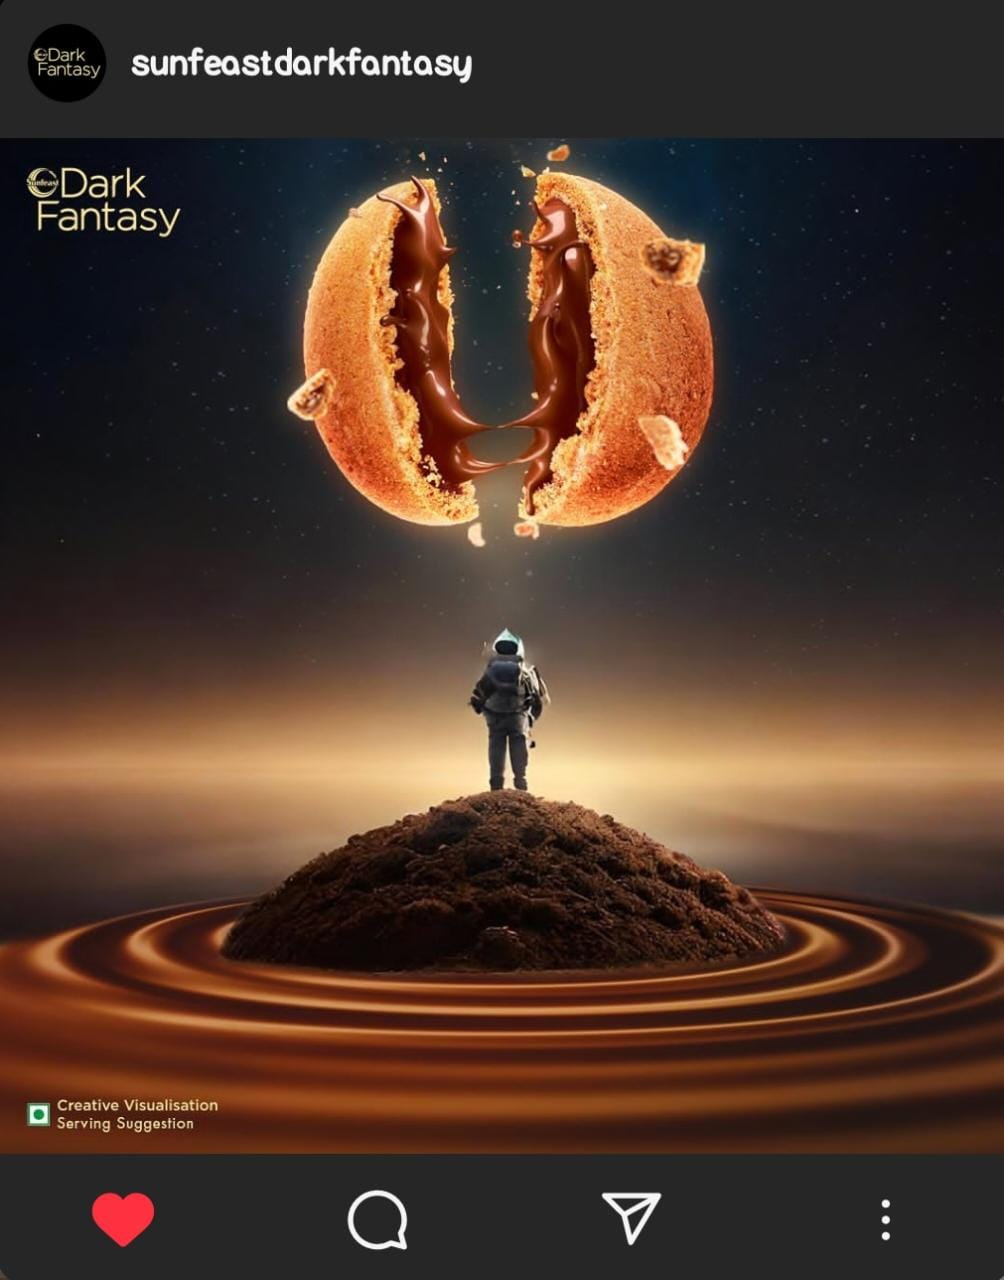 Dark
Fantasy
sunfeastdarkfantasy
Sunfeast
Dark
Fantasy
Creative Visualisation
Serving Suggestion